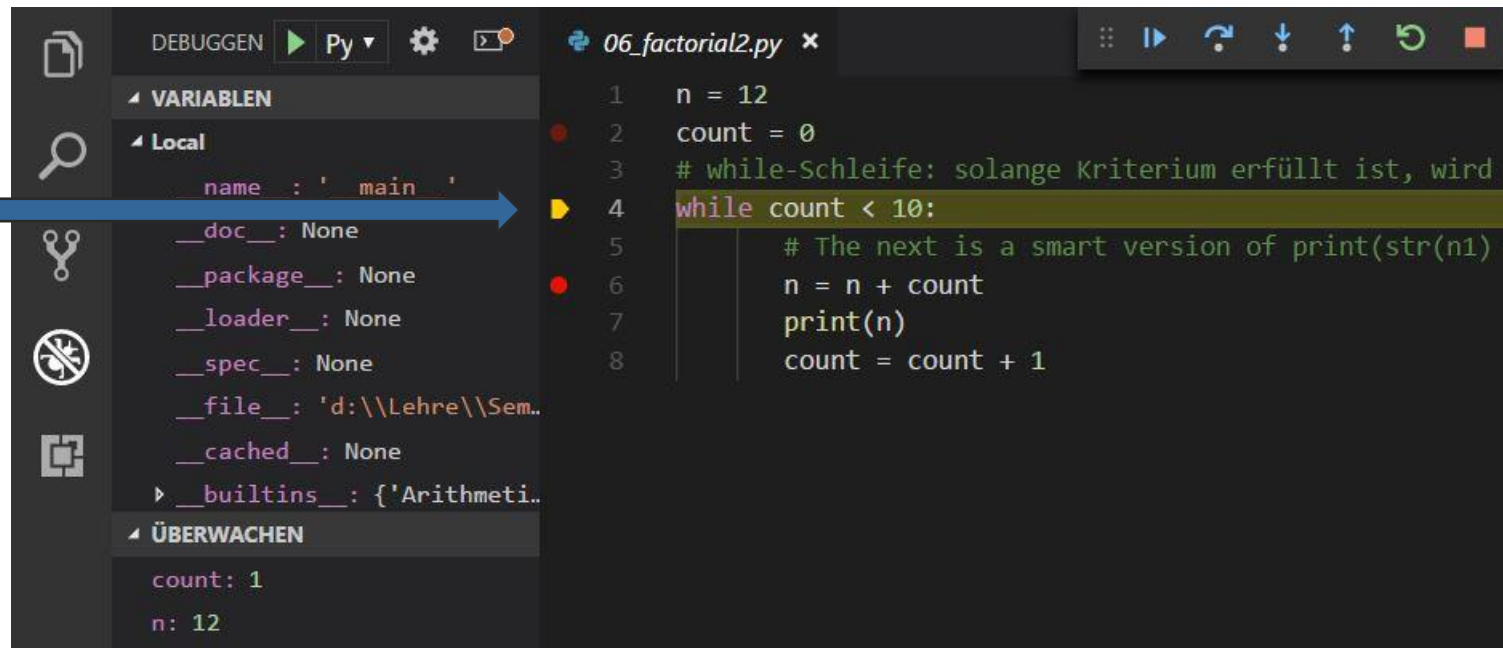 DEBUGGEN Py
VARIABLEN
Local
__name__: '__main__'
__doc__: None
__package__: None
__loader__: None
__spec__: None
__file__: 'd:\\Lehre\\Sem…
__cached__: None
__builtins__: {'Arithmeti…
ÜBERWACHEN
count: 1
n: 12
06_factorial2.py
1 n = 12
2 count = 0
3 # while-Schleife: solange Kriterium erfüllt ist, wird
4 while count < 10:
5 # The next is a smart version of print(str(n1)
6 n = n + count
7 print(n)
8 count = count + 1